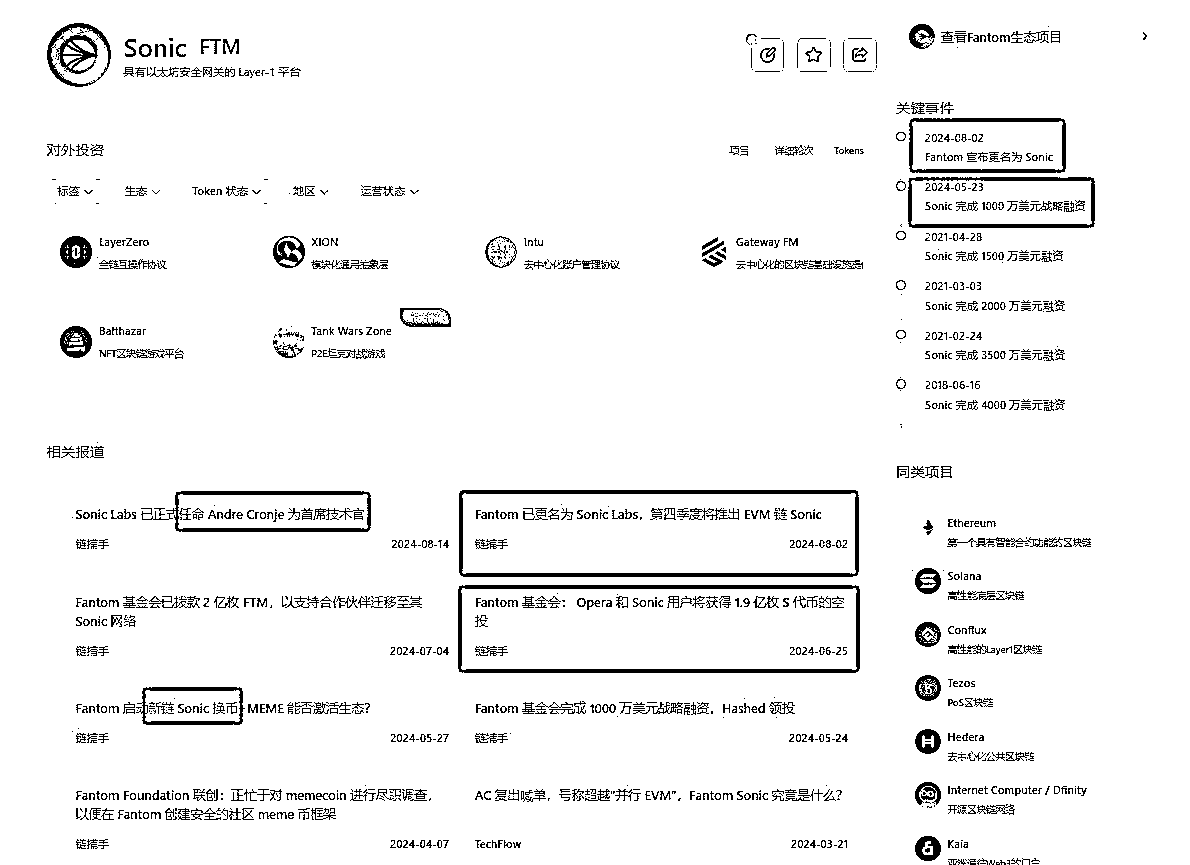 Sonic FTM
具有以太坊安全网关的 Layer-1 平台
对外投资
项目 详细轮次 Tokens
标签 生态 Token 状态 地区 运营状态
LayerZero
全链互操作协议
XION
模块化通用抽象层
Intu
去中心化账户管理协议
Gateway FM
去中心化的区块链基础设施提供
Balthazar
NFT区块链游戏平台
Tank Wars Zone
P2E坦克对战游戏
相关报道
Sonic Labs 已正式任命 Andre Cronje 为首席技术官
链捕手 2024-08-14
Fantom 已更名为 Sonic Labs，第四季度将推出 EVM 链 Sonic
链捕手 2024-08-02
Fantom 基金会已拨款 2 亿枚 FTM，以支持合作伙伴迁移至其
Sonic 网络
链捕手 2024-07-04
Fantom 基金会： Opera 和 Sonic 用户将获得 1.9 亿枚 S 代币的空
投
链捕手 2024-06-25
Fantom 启动新链 Sonic 换币 MEME 能否激活生态？
链捕手 2024-05-27
Fantom 基金会完成 1000 万美元战略融资，Hashed 领投
链捕手 2024-05-24
Fantom Foundation 联创：正忙于对 memecoin 进行尽职调查，
以便在 Fantom 创建安全的社区 meme 币框架
链捕手 2024-04-07
AC 复出喊单，号称超越“并行 EVM”，Fantom Sonic 究竟是什么？
TechFlow 2024-03-21
查看Fantom生态项目
关键事件
2024-08-02
Fantom 宣布更名为 Sonic
2024-05-23
Sonic 完成 1000 万美元战略融资
2021-04-28
Sonic 完成 1500 万美元融资
2021-03-03
Sonic 完成 2000 万美元融资
2021-02-24
Sonic 完成 3500 万美元融资
2018-06-16
Sonic 完成 4000 万美元融资
同类项目
Ethereum
第一个具有智能合约功能的区块链
Solana
高性能底层区块链
Conflux
高性能的Layer1区块链
Tezos
PoS区块链
Hedera
去中心化公共区块链
Internet Computer / Dfinity
开源区块链网络
Kaia
亚洲通往Web3的门户